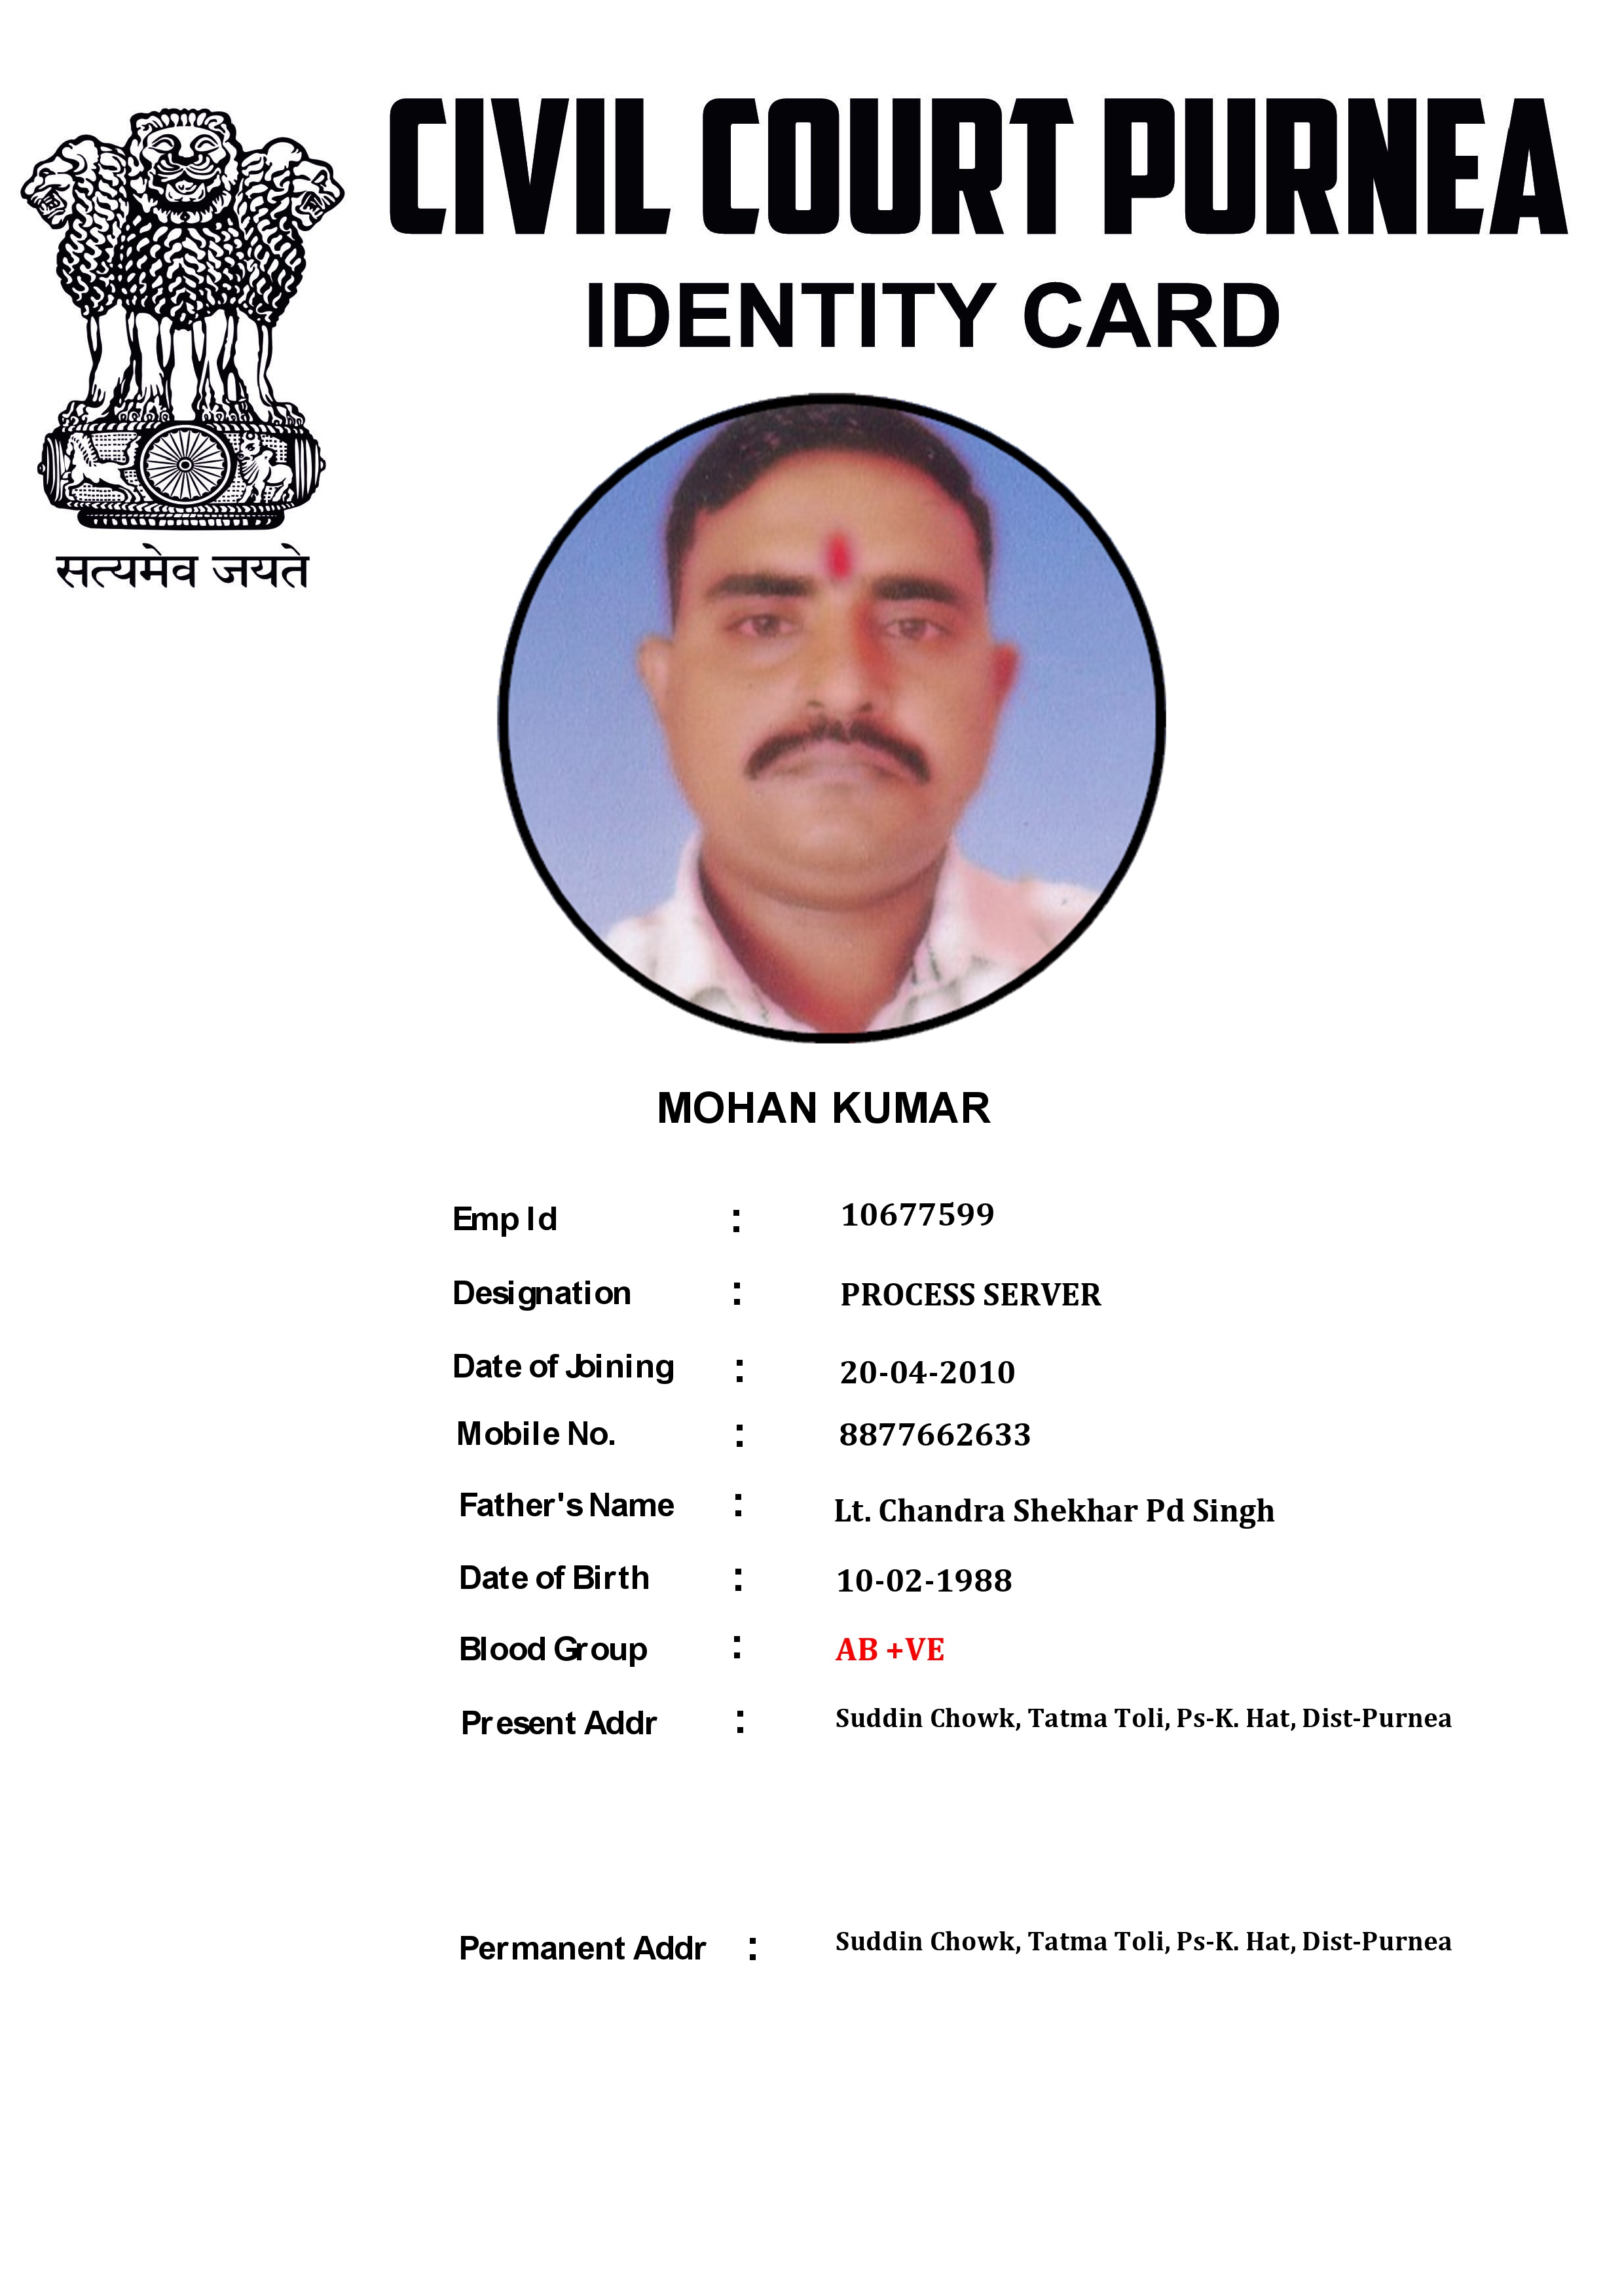 CIVIL COURT PURNEA
IDENTITY CARD
सत्यमेव जयते
MOHAN KUMAR
Emp Id : 10677599
Designation : PROCESS SERVER
Date of Joining : 20-04-2010
Mobile No. : 8877662633
Father's Name : Lt. Chandra Shekhar Pd Singh
Date of Birth : 10-02-1988
Blood Group : AB +VE
Present Addr : Suddin Chowk, Tatma Toli, Ps-K. Hat, Dist-Purnea
Permanent Addr : Suddin Chowk, Tatma Toli, Ps-K. Hat, Dist-Purnea